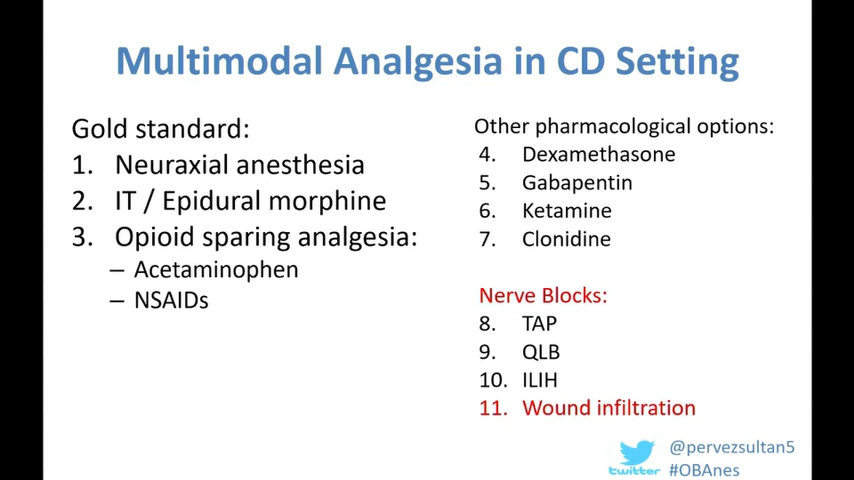 Multimodal Analgesia in CD Setting
Gold standard:
1. Neuraxial anesthesia
2. IT / Epidural morphine
3. Opioid sparing analgesia:
– Acetaminophen
– NSAIDs
Other pharmacological options:
4. Dexamethasone
5. Gabapentin
6. Ketamine
7. Clonidine
Nerve Blocks:
8. TAP
9. QLB
10. ILIH
11. Wound infiltration
twitter
@pervezsultan5
#OBAnes